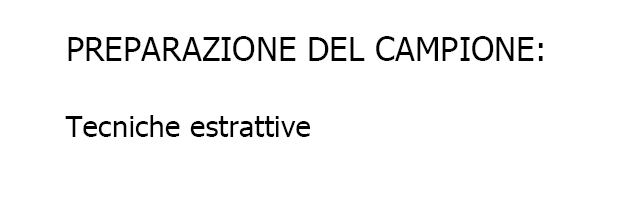 PREPARAZIONE DEL CAMPIONE:
Tecniche estrattive